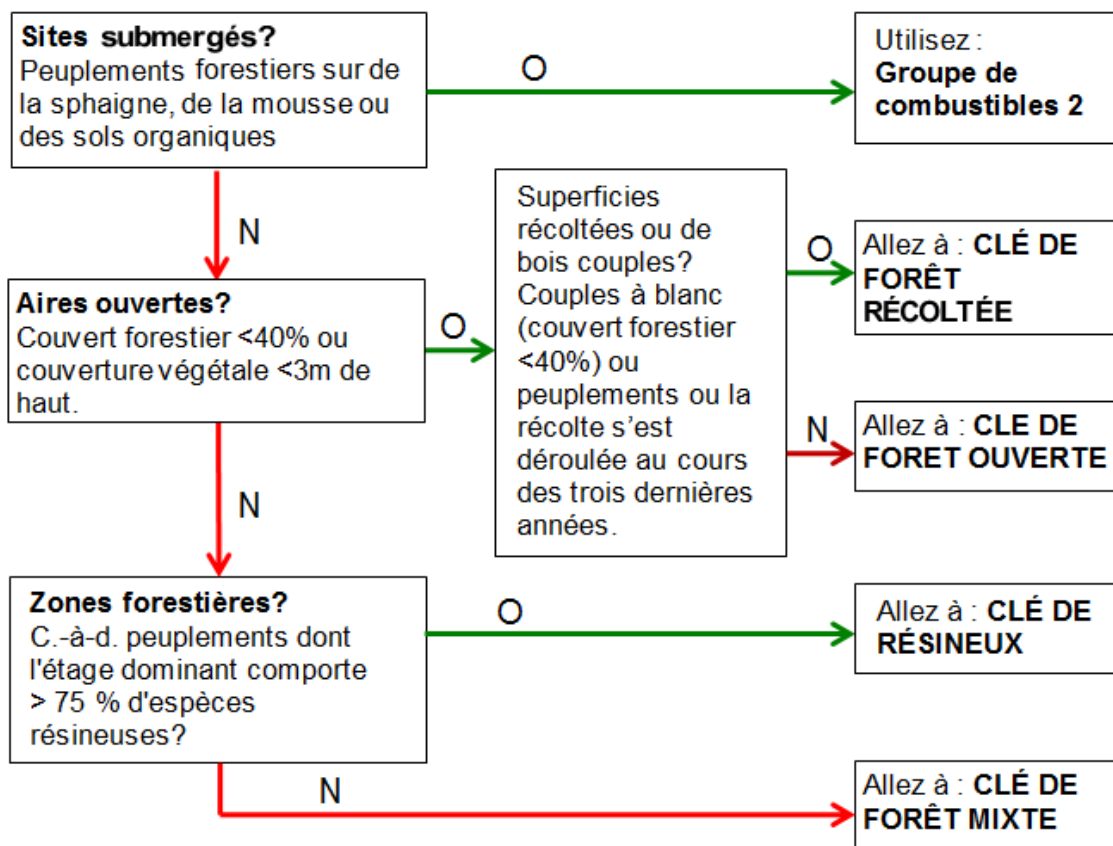 Sites submergés?
Peuplements forestiers sur de
la sphaigne, de la mousse ou
des sols organiques
O
Utilisez :
Groupe de
combustibles 2
N
Aires ouvertes?
Couvert forestier <40% ou
couverture végétale <3m de
haut.
O
Superficies
récoltées ou de
bois couples?
Couples à blanc
(couvert forestier
<40%) ou
peuplements ou la
récolte s’est
déroulée au cours
des trois dernières
années.
O
Allez à : CLÉ DE
FORÊT
RÉCOLTÉE
N
Allez à : CLE DE
FORET OUVERTE
N
Zones forestières?
C.-à-d. peuplements dont
l'étage dominant comporte
> 75 % d'espèces
résineuses?
O
Allez à : CLÉ DE
RÉSINEUX
N
Allez à : CLÉ DE
FORÊT MIXTE